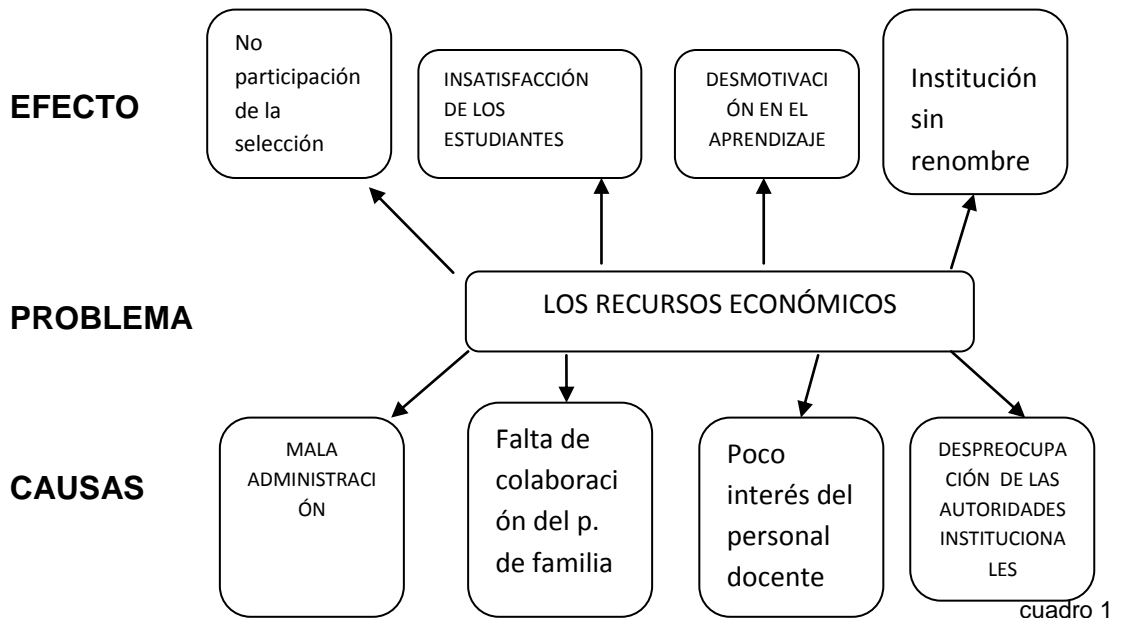 EFECTO
No
participación
de la
selección
INSATISFACCIÓN
DE LOS
ESTUDIANTES
DESMOTIVACI
ÓN EN EL
APRENDIZAJE
Institución
sin
renombre
PROBLEMA
LOS RECURSOS ECONÓMICOS
CAUSAS
MALA
ADMINISTRACI
ÓN
Falta de
colaboraci
ón del p.
de familia
Poco
interés del
personal
docente
DESPREOCUPA
CIÓN DE LAS
AUTORIDADES
INSTITUCIONA
LES
cuadro 1